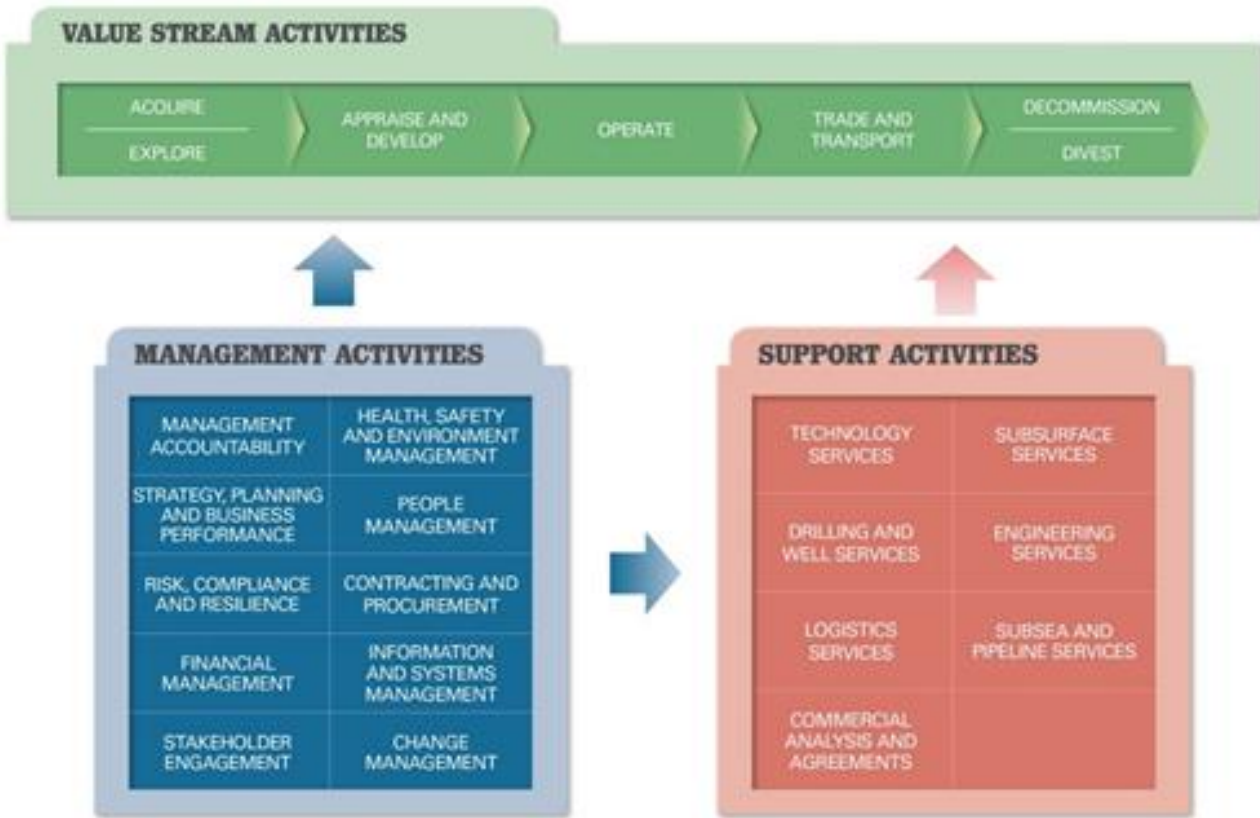 VALUE STREAM ACTIVITIES
ACQUIRE
EXPLORE
APPRAISE AND
DEVELOP
OPERATE
TRADE AND
TRANSPORT
DECOMMISSION
DIVEST
MANAGEMENT ACTIVITIES
MANAGEMENT
ACCOUNTABILITY
HEALTH, SAFETY
AND ENVIRONMENT
MANAGEMENT
STRATEGY, PLANNING
AND BUSINESS
PERFORMANCE
PEOPLE
MANAGEMENT
RISK, COMPLIANCE
AND RESILIENCE
CONTRACTING AND
PROCUREMENT
FINANCIAL
MANAGEMENT
INFORMATION
AND SYSTEMS
MANAGEMENT
STAKEHOLDER
ENGAGEMENT
CHANGE
MANAGEMENT
SUPPORT ACTIVITIES
TECHNOLOGY
SERVICES
SUBSURFACE
SERVICES
DRILLING AND
WELL SERVICES
ENGINEERING
SERVICES
LOGISTICS
SERVICES
SUBSEA AND
PIPELINE SERVICES
COMMERCIAL
ANALYSIS AND
AGREEMENTS